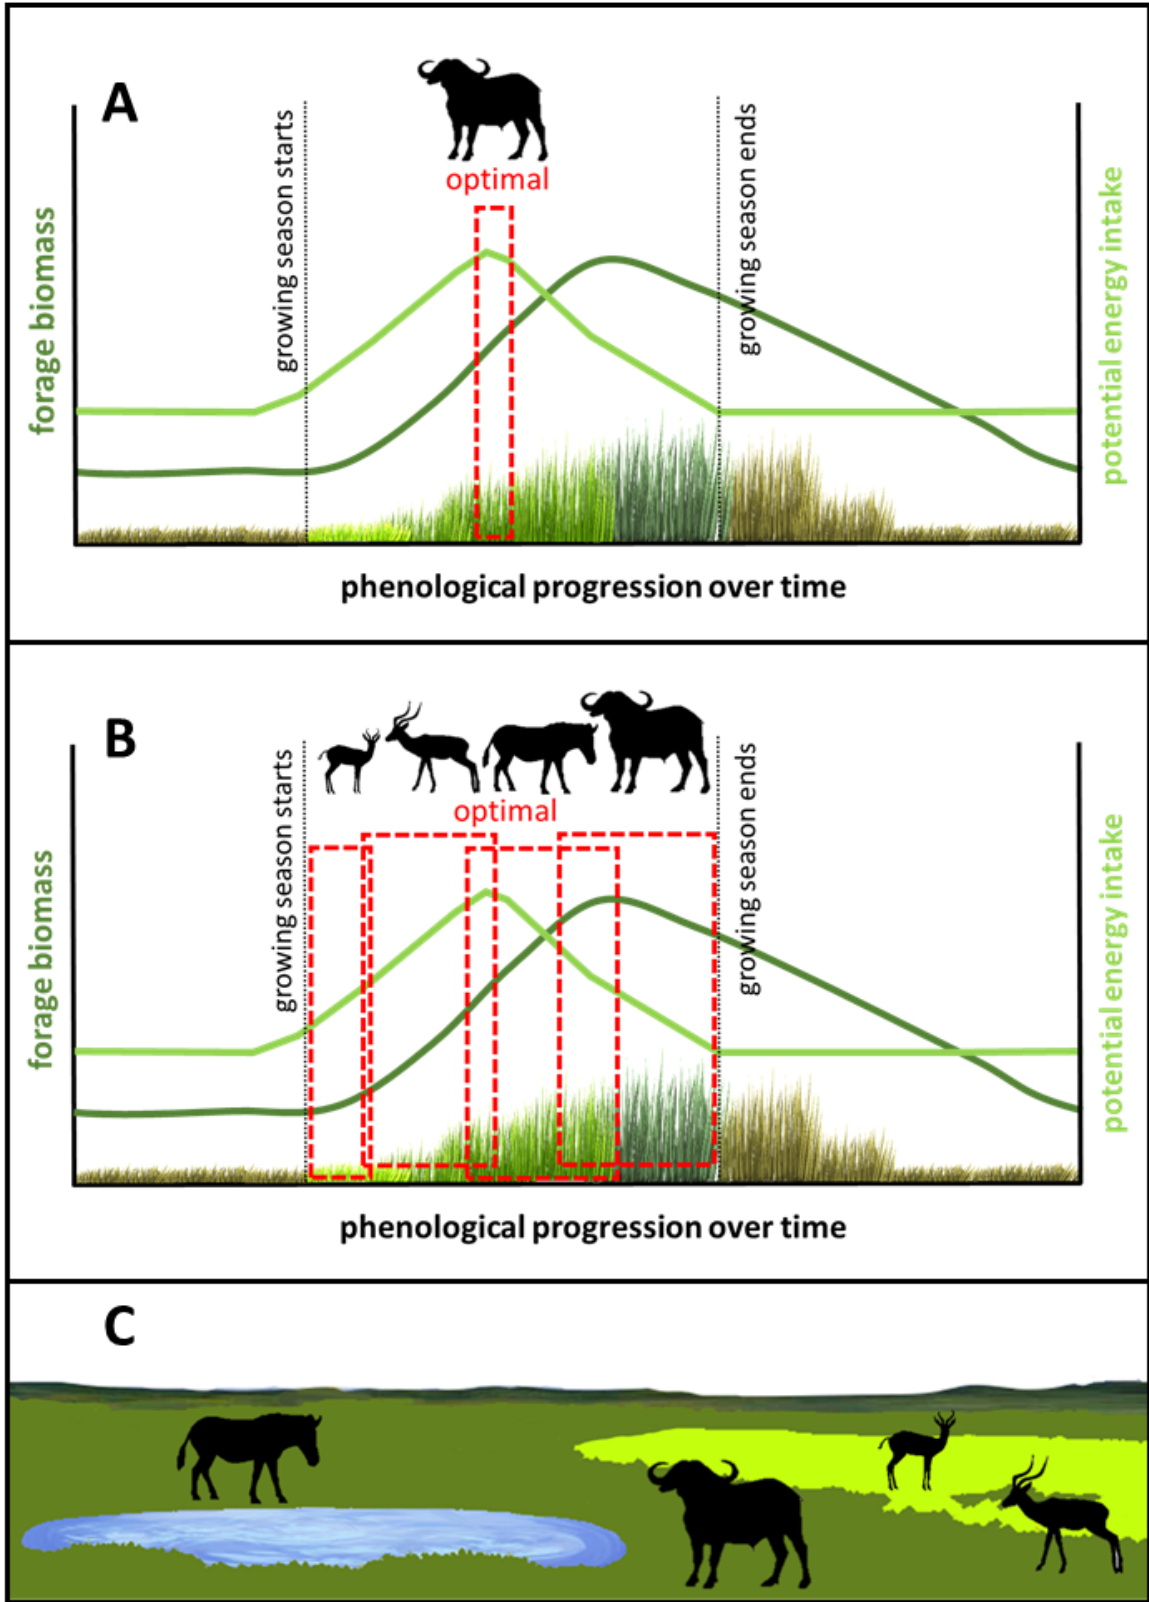 A
optimal
growing season starts
growing season ends
forage biomass
potential energy intake
phenological progression over time
B
optimal
growing season starts
growing season ends
forage biomass
potential energy intake
phenological progression over time
C